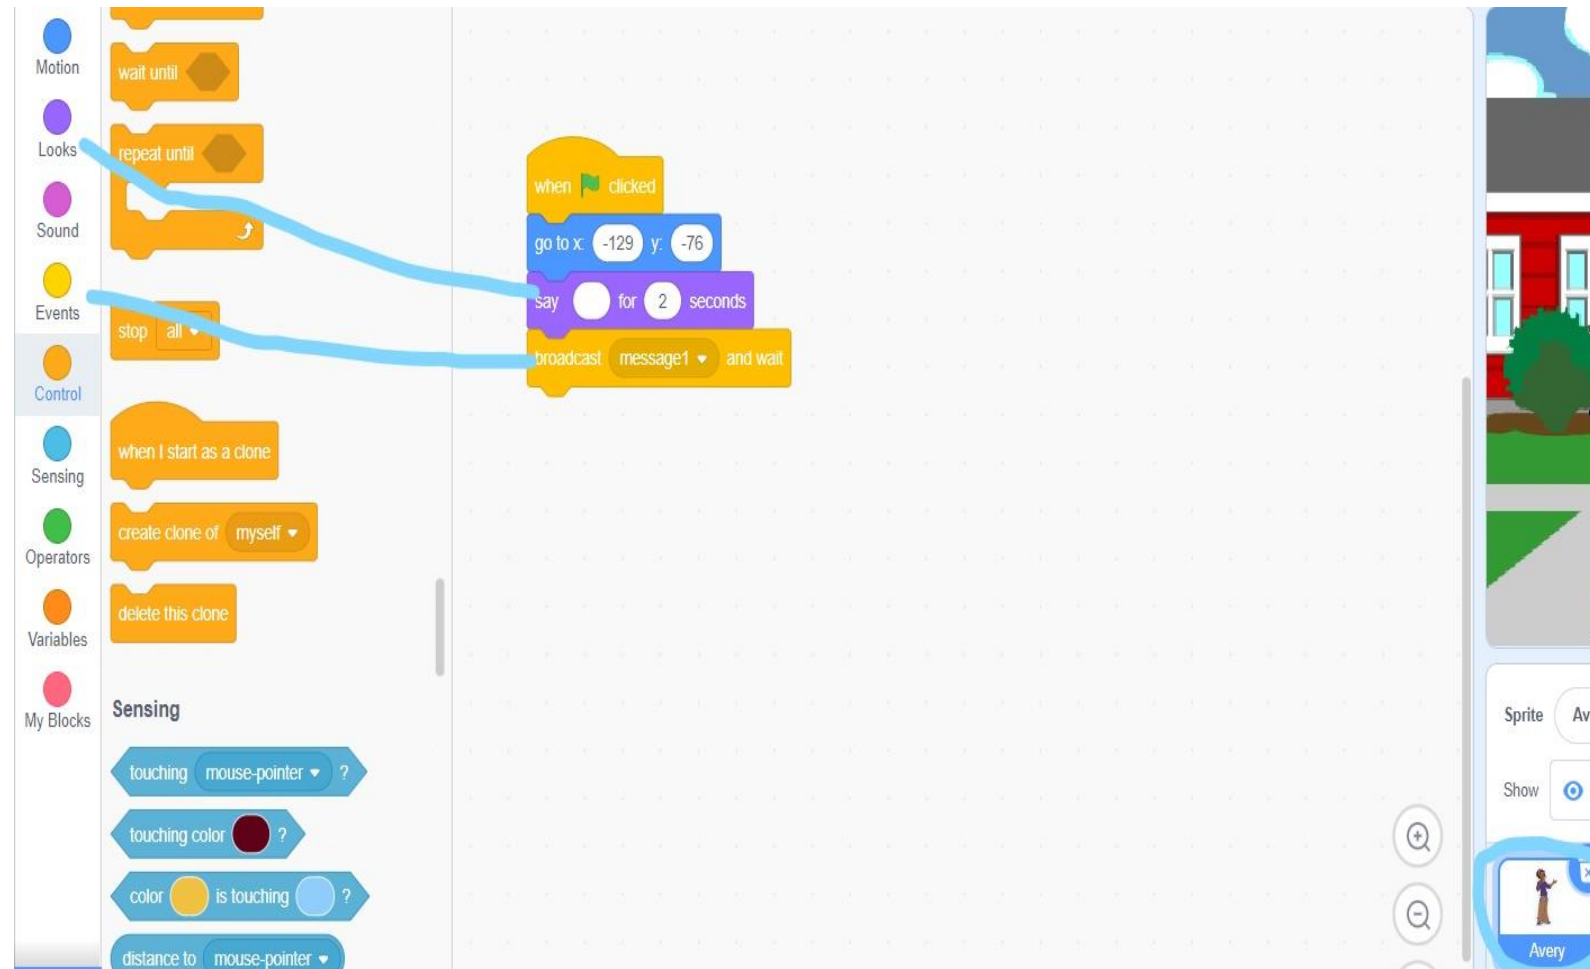 Motion
Looks
Sound
Events
Control
Sensing
Operators
Variables
My Blocks
wait until
repeat until
stop all
when I start as a clone
create clone of myself
delete this clone
Sensing
touching mouse-pointer ?
touching color ?
color is touching ?
distance to mouse-pointer
when clicked
go to x: -129 y: -76
say for 2 seconds
broadcast message1 and wait
Sprite Av
Show
Avery